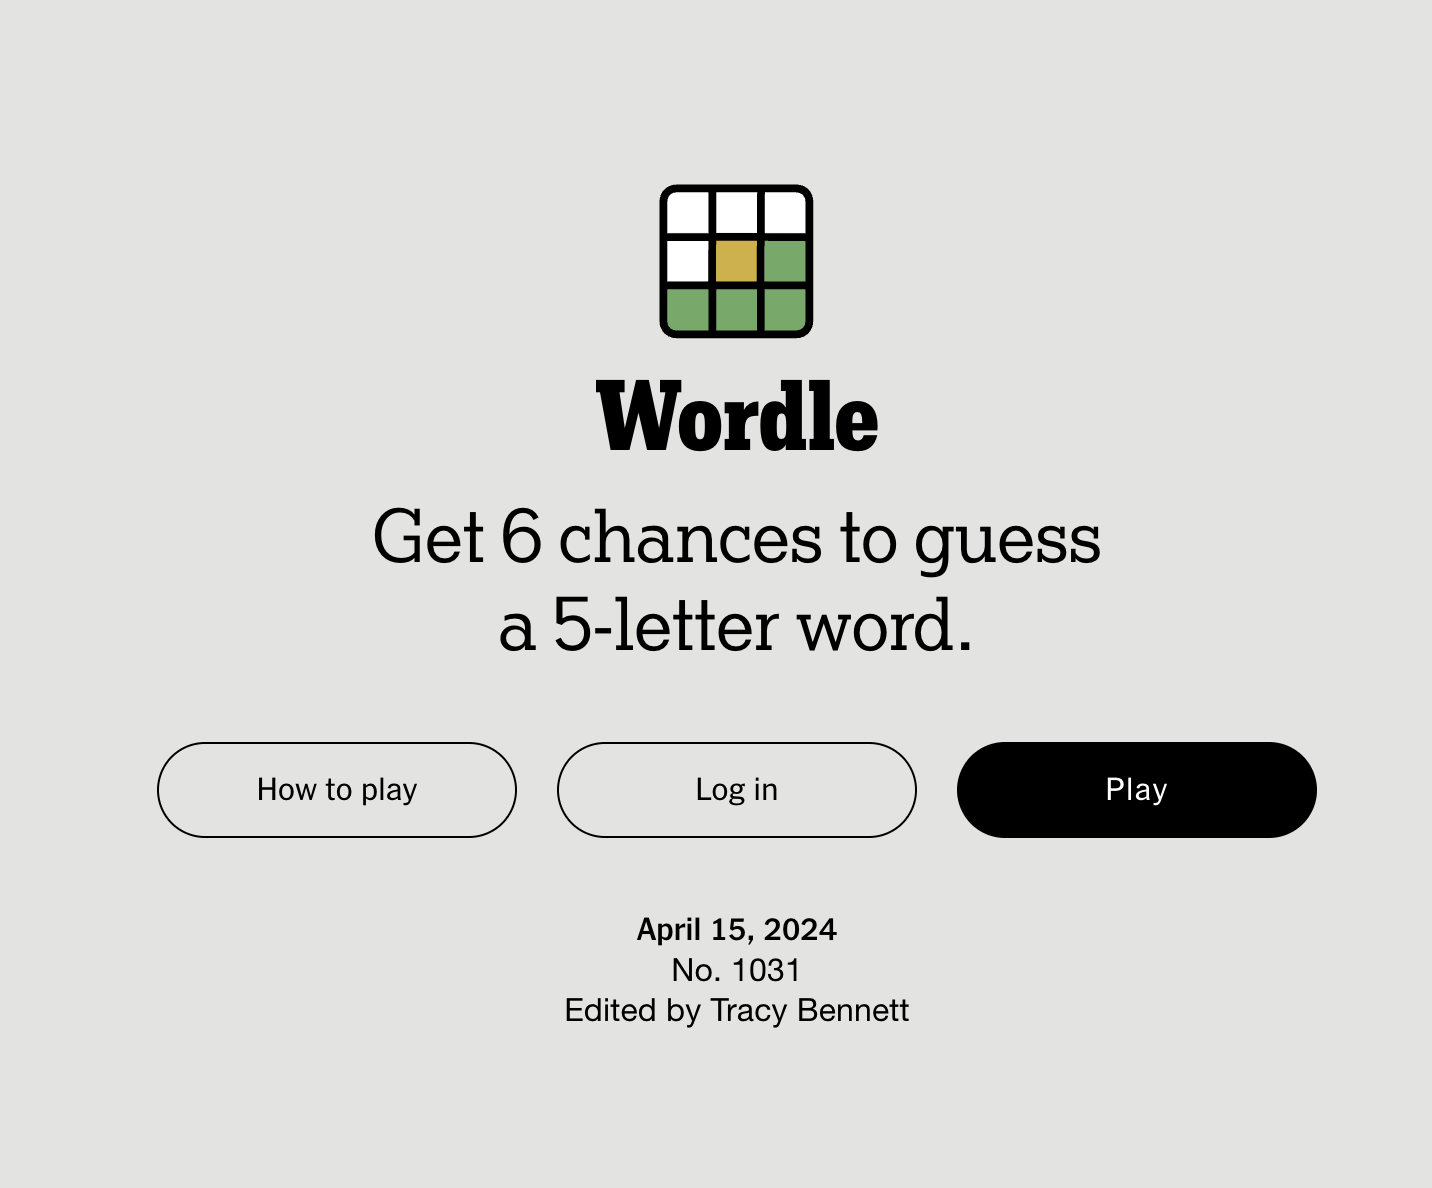 Wordle
Get 6 chances to guess
a 5-letter word.
How to play
Log in
Play
April 15, 2024
No. 1031
Edited by Tracy Bennett